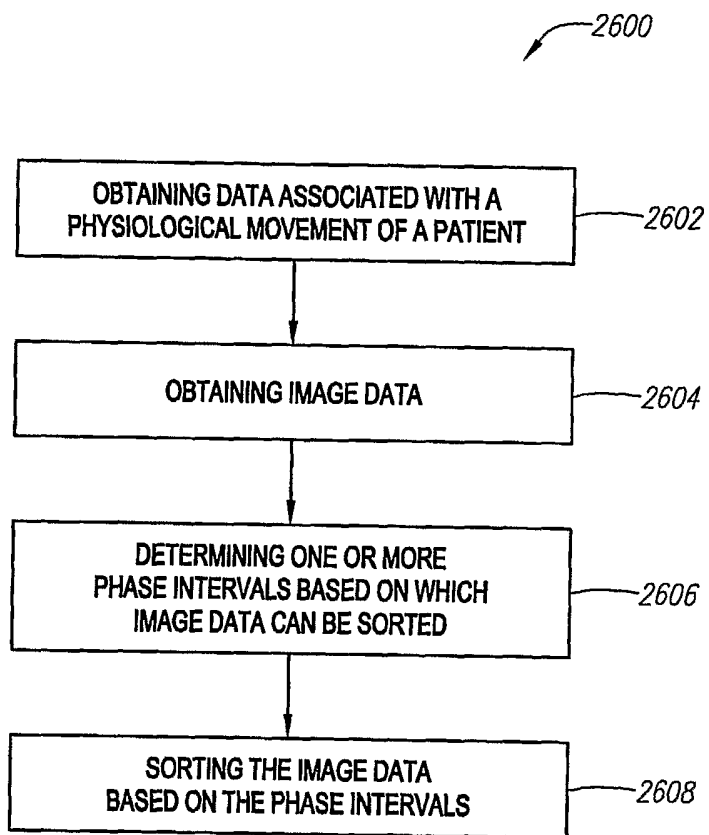 2600
OBTAINING DATA ASSOCIATED WITH A
PHYSIOLOGICAL MOVEMENT OF A PATIENT
2602
OBTAINING IMAGE DATA
2604
DETERMINING ONE OR MORE
PHASE INTERVALS BASED ON WHICH
IMAGE DATA CAN BE SORTED
2606
SORTING THE IMAGE DATA
BASED ON THE PHASE INTERVALS
2608